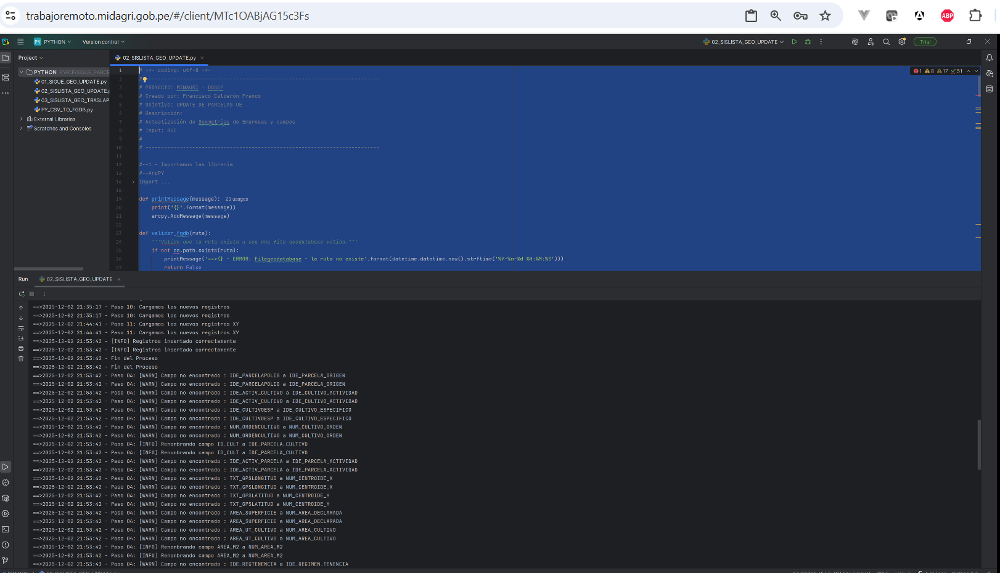 trabajoremoto.midagri.gob.pe/#/client/MTc1OABjAG15c3Fs
ABP
PY PYTHON Version control 02_SISLISTA_GEO_UPDATE Trial
Project 02_SISLISTA_GEO_UPDATE.py
PYTHON F:\FCF\SIGUE_PARCE
01_SIGUE_GEO_UPDATE.py
02_SISLISTA_GEO_UPDATE.
03_SISLISTA_GEO_TRASLAP
PY_CSV_TO_FGDB.py
External Libraries
Scratches and Consoles
1 8 17 51
1 # -*- coding: utf-8 -*-
2 #--------------------------------------------------------------------------
3 # PROYECTO: MINAGRI - DGSEP
4 # Creado por: Francisco Calderón Franco
5 # Objetivo: UPDATE DE PARCELAS UE
6 # Descripción:
7 # Actualización de Geometrias de Empresas y campos
8 # Input: RUC
9 #
10 # --------------------------------------------------------------------------
11
12 #--1.- Importamos las libreria
13 #--ArcPY
14 import ...
18
19 def printMessage(message): 23 usages
20 print("{}".format(message))
21 arcpy.AddMessage(message)
22
23 def validar_fgdb(ruta):
24 """Valida que la ruta exista y sea una file geodatabase válida."""
25 if not os.path.exists(ruta):
26 printMessage('==>{} - ERROR: Filegeodatabase - la ruta no existe'.format(datetime.datetime.now().strftime('%Y-%m-%d %H:%M:%S')))
27 return False
Run 02_SISLISTA_GEO_UPDATE
==>2025-12-02 21:35:17 - Paso 10: Cargamos los nuevos registros
==>2025-12-02 21:35:17 - Paso 10: Cargamos los nuevos registros
==>2025-12-02 21:44:41 - Paso 11: Cargamos los nuevos registros XY
==>2025-12-02 21:44:41 - Paso 11: Cargamos los nuevos registros XY
==>2025-12-02 21:53:42 - [INFO] Registros insertado correctamente
==>2025-12-02 21:53:42 - [INFO] Registros insertado correctamente
==>2025-12-02 21:53:42 - Fin del Proceso
==>2025-12-02 21:53:42 - Fin del Proceso
==>2025-12-02 21:53:42 - Paso 04: [WARN] Campo no encontrado : IDE_PARCELAPOLIG a IDE_PARCELA_ORIGEN
==>2025-12-02 21:53:42 - Paso 04: [WARN] Campo no encontrado : IDE_PARCELAPOLIG a IDE_PARCELA_ORIGEN
==>2025-12-02 21:53:42 - Paso 04: [WARN] Campo no encontrado : IDE_ACTIV_CULTIVO a IDE_CULTIVO_ACTIVIDAD
==>2025-12-02 21:53:42 - Paso 04: [WARN] Campo no encontrado : IDE_ACTIV_CULTIVO a IDE_CULTIVO_ACTIVIDAD
==>2025-12-02 21:53:42 - Paso 04: [WARN] Campo no encontrado : IDE_CULTIVOESP a IDE_CULTIVO_ESPECIFICO
==>2025-12-02 21:53:42 - Paso 04: [WARN] Campo no encontrado : IDE_CULTIVOESP a IDE_CULTIVO_ESPECIFICO
==>2025-12-02 21:53:42 - Paso 04: [WARN] Campo no encontrado : NUM_ORDENCULTIVO a NUM_CULTIVO_ORDEN
==>2025-12-02 21:53:42 - Paso 04: [WARN] Campo no encontrado : NUM_ORDENCULTIVO a NUM_CULTIVO_ORDEN
==>2025-12-02 21:53:42 - Paso 04: [INFO] Renombrando campo ID_CULT a IDE_PARCELA_CULTIVO
==>2025-12-02 21:53:42 - Paso 04: [INFO] Renombrando campo ID_CULT a IDE_PARCELA_CULTIVO
==>2025-12-02 21:53:42 - Paso 04: [WARN] Campo no encontrado : IDE_ACTIV_PARCELA a IDE_PARCELA_ACTIVIDAD
==>2025-12-02 21:53:42 - Paso 04: [WARN] Campo no encontrado : IDE_ACTIV_PARCELA a IDE_PARCELA_ACTIVIDAD
==>2025-12-02 21:53:42 - Paso 04: [WARN] Campo no encontrado : TXT_GPSLONGITUD a NUM_CENTROIDE_X
==>2025-12-02 21:53:42 - Paso 04: [WARN] Campo no encontrado : TXT_GPSLONGITUD a NUM_CENTROIDE_X
==>2025-12-02 21:53:42 - Paso 04: [WARN] Campo no encontrado : TXT_GPSLATITUD a NUM_CENTROIDE_Y
==>2025-12-02 21:53:42 - Paso 04: [WARN] Campo no encontrado : TXT_GPSLATITUD a NUM_CENTROIDE_Y
==>2025-12-02 21:53:42 - Paso 04: [WARN] Campo no encontrado : AREA_SUPERFICIE a NUM_AREA_DECLARADA
==>2025-12-02 21:53:42 - Paso 04: [WARN] Campo no encontrado : AREA_SUPERFICIE a NUM_AREA_DECLARADA
==>2025-12-02 21:53:42 - Paso 04: [WARN] Campo no encontrado : AREA_UT_CULTIVO a NUM_AREA_CULTIVO
==>2025-12-02 21:53:42 - Paso 04: [WARN] Campo no encontrado : AREA_UT_CULTIVO a NUM_AREA_CULTIVO
==>2025-12-02 21:53:42 - Paso 04: [INFO] Renombrando campo AREA_M2 a NUM_AREA_M2
==>2025-12-02 21:53:42 - Paso 04: [INFO] Renombrando campo AREA_M2 a NUM_AREA_M2
==>2025-12-02 21:53:43 - Paso 04: [WARN] Campo no encontrado : IDE_REGTENENCIA a IDE_REGIMEN_TENENCIA